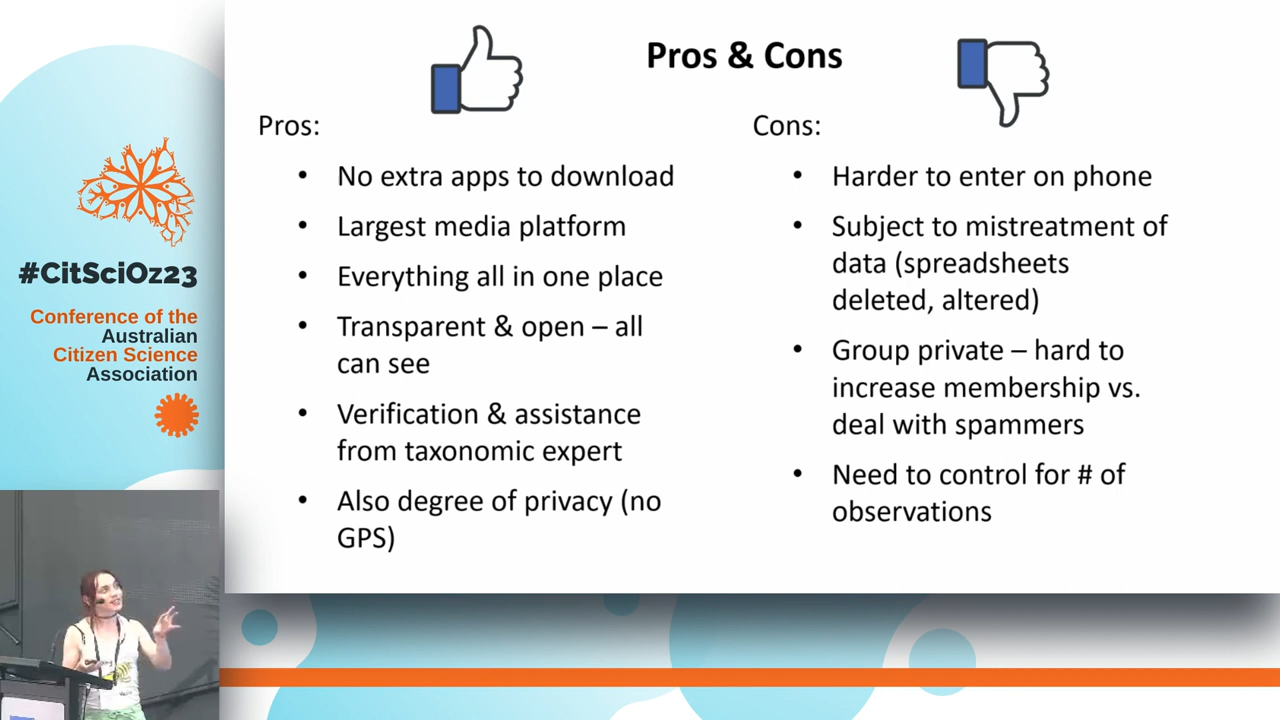 Pros & Cons
Pros:
• No extra apps to download
• Largest media platform
• Everything all in one place
• Transparent & open – all
can see
• Verification & assistance
from taxonomic expert
• Also degree of privacy (no
GPS)
Cons:
• Harder to enter on phone
• Subject to mistreatment of
data (spreadsheets
deleted, altered)
• Group private – hard to
increase membership vs.
deal with spammers
• Need to control for # of
observations
#CitSciOz23
Conference of the
Australian
Citizen Science
Association